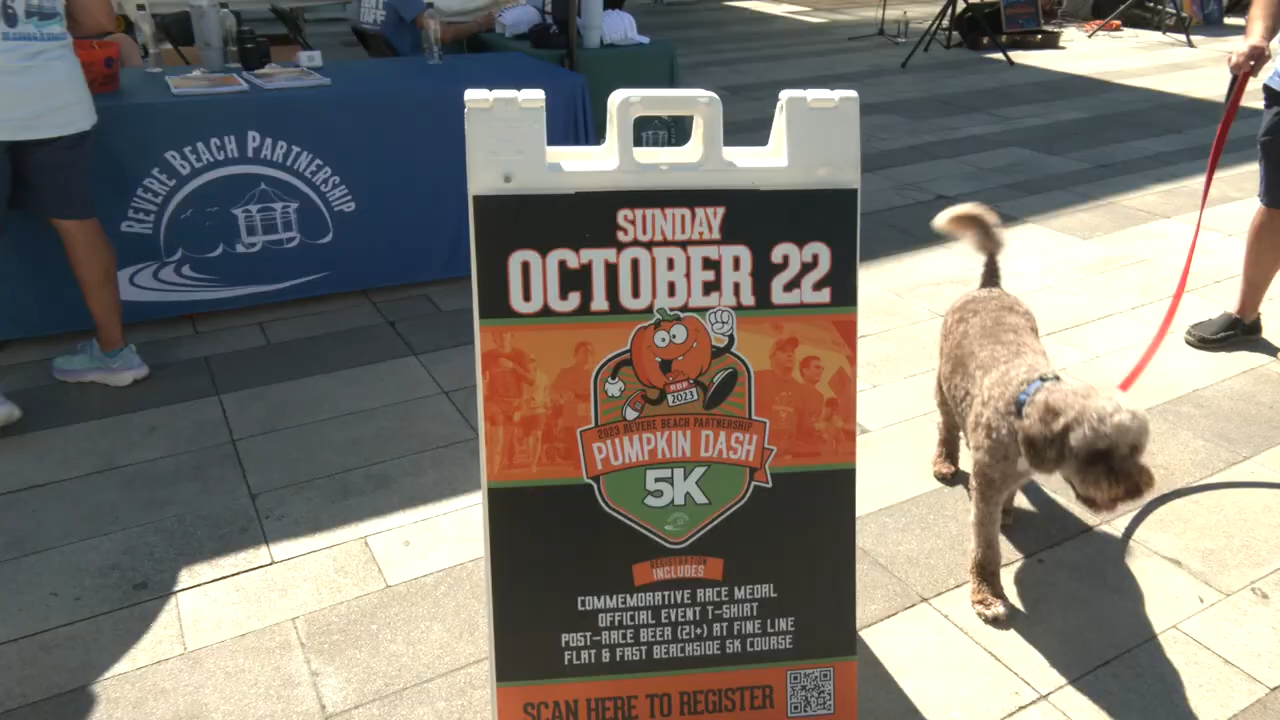 REVERE BEACH PARTNERSHIP
SUNDAY
OCTOBER 22
RBP
2023
2023 REVERE BEACH PARTNERSHIP
PUMPKIN DASH
5K
REGISTRATION
INCLUDES
COMMEMORATIVE RACE MEDAL
OFFICIAL EVENT T-SHIRT
POST-RACE BEER (21+) AT FINE LINE
FLAT & FAST BEACHSIDE 5K COURSE
SCAN HERE TO REGISTER